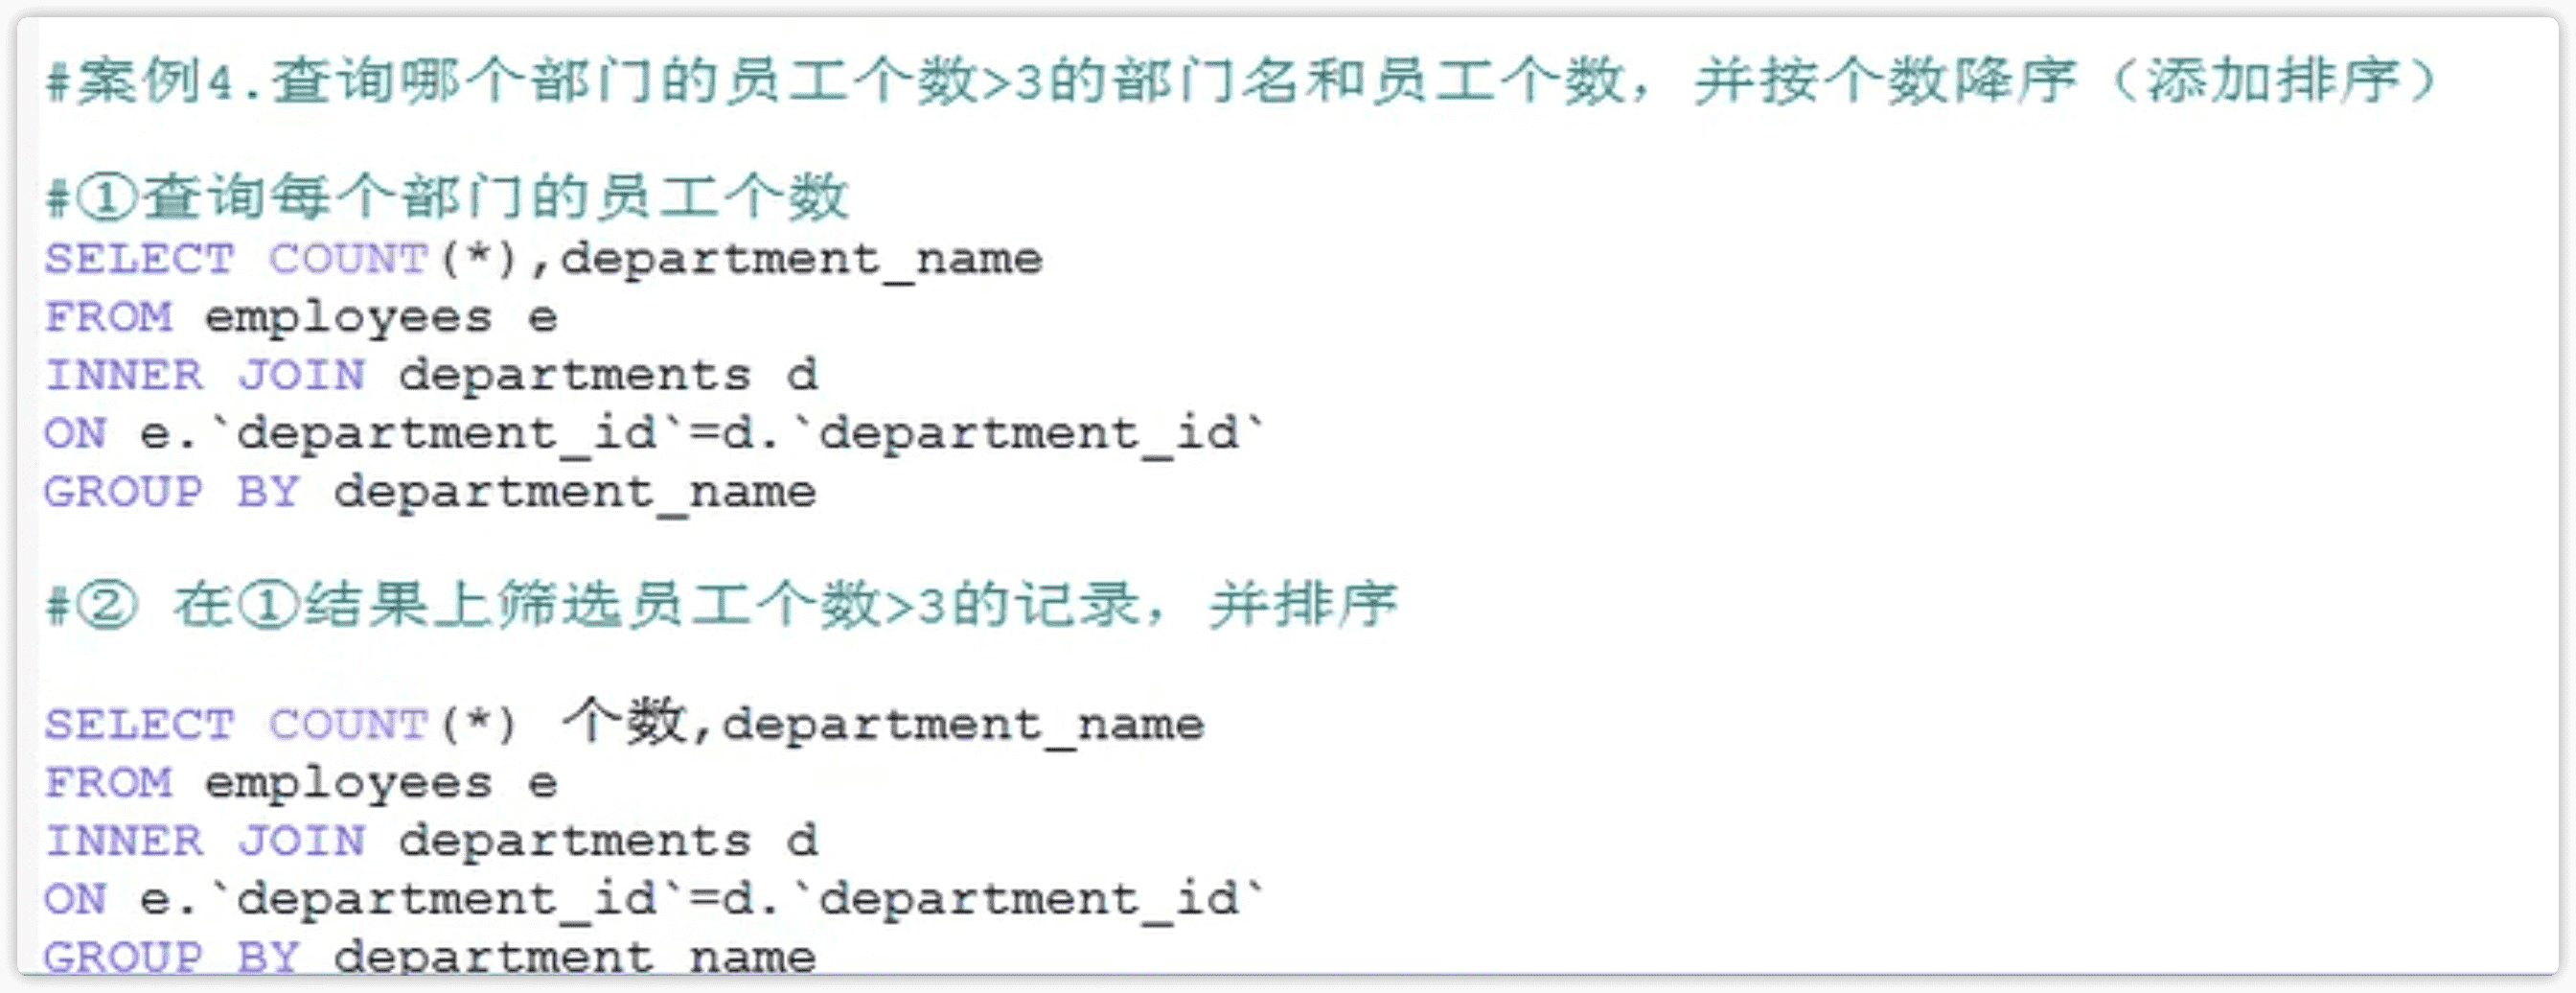 #案例4.查询哪个部门的员工个数>3的部门名和员工个数，并按个数降序（添加排序）
#①查询每个部门的员工个数
SELECT COUNT(*),department_name
FROM employees e
INNER JOIN departments d
ON e.`department_id`=d.`department_id`
GROUP BY department_name
#② 在①结果上筛选员工个数>3的记录，并排序
SELECT COUNT(*) 个数,department_name
FROM employees e
INNER JOIN departments d
ON e.`department_id`=d.`department_id`
GROUP BY department_name